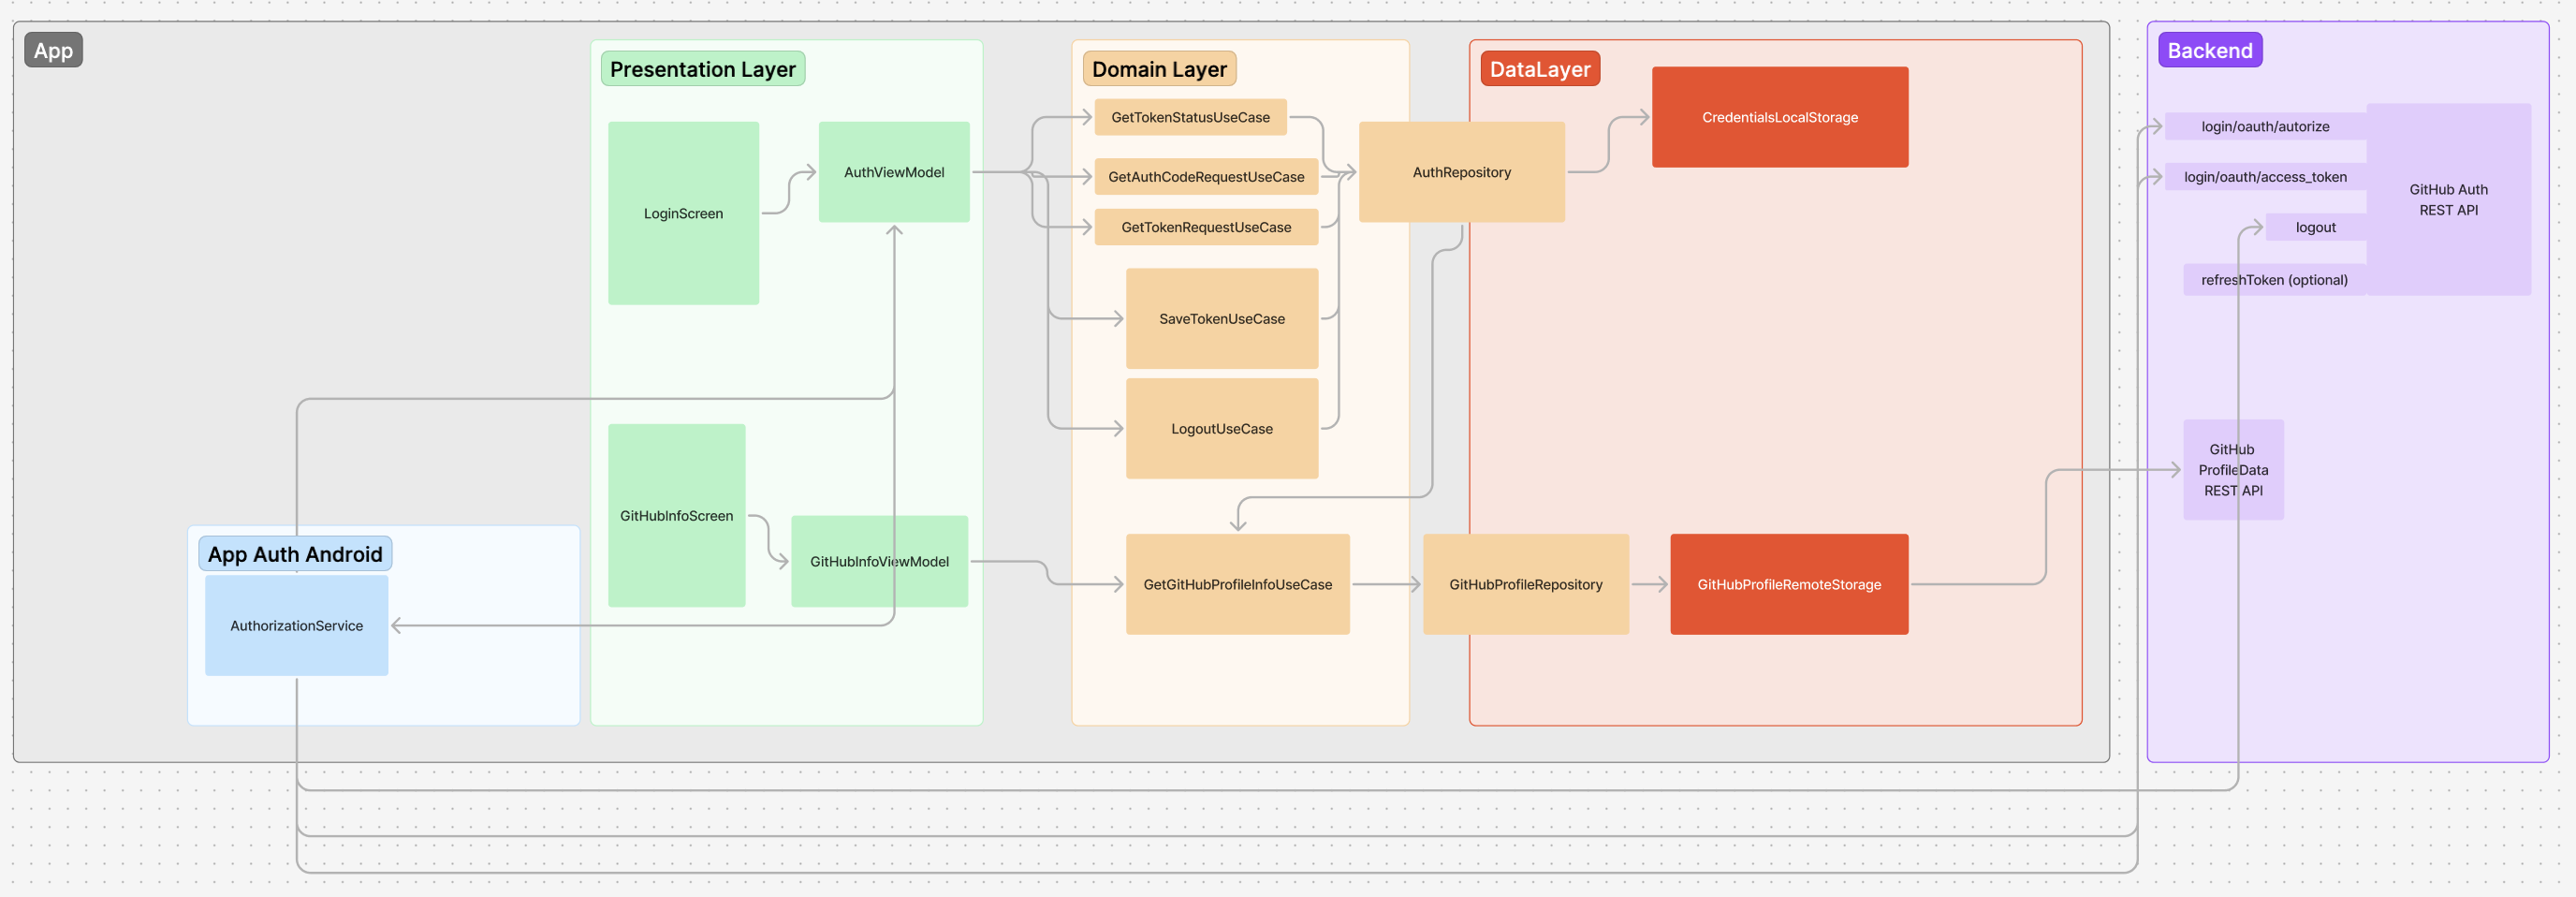 App
Presentation Layer
LoginScreen
AuthViewModel
GitHubInfoScreen
GitHubInfoViewModel
App Auth Android
AuthorizationService
Domain Layer
GetTokenStatusUseCase
GetAuthCodeRequestUseCase
GetTokenRequestUseCase
SaveTokenUseCase
LogoutUseCase
GetGitHubProfileInfoUseCase
AuthRepository
GitHubProfileRepository
DataLayer
CredentialsLocalStorage
GitHubProfileRemoteStorage
Backend
login/oauth/autorize
login/oauth/access_token
logout
refreshToken (optional)
GitHub Auth
REST API
GitHub
ProfileData
REST API